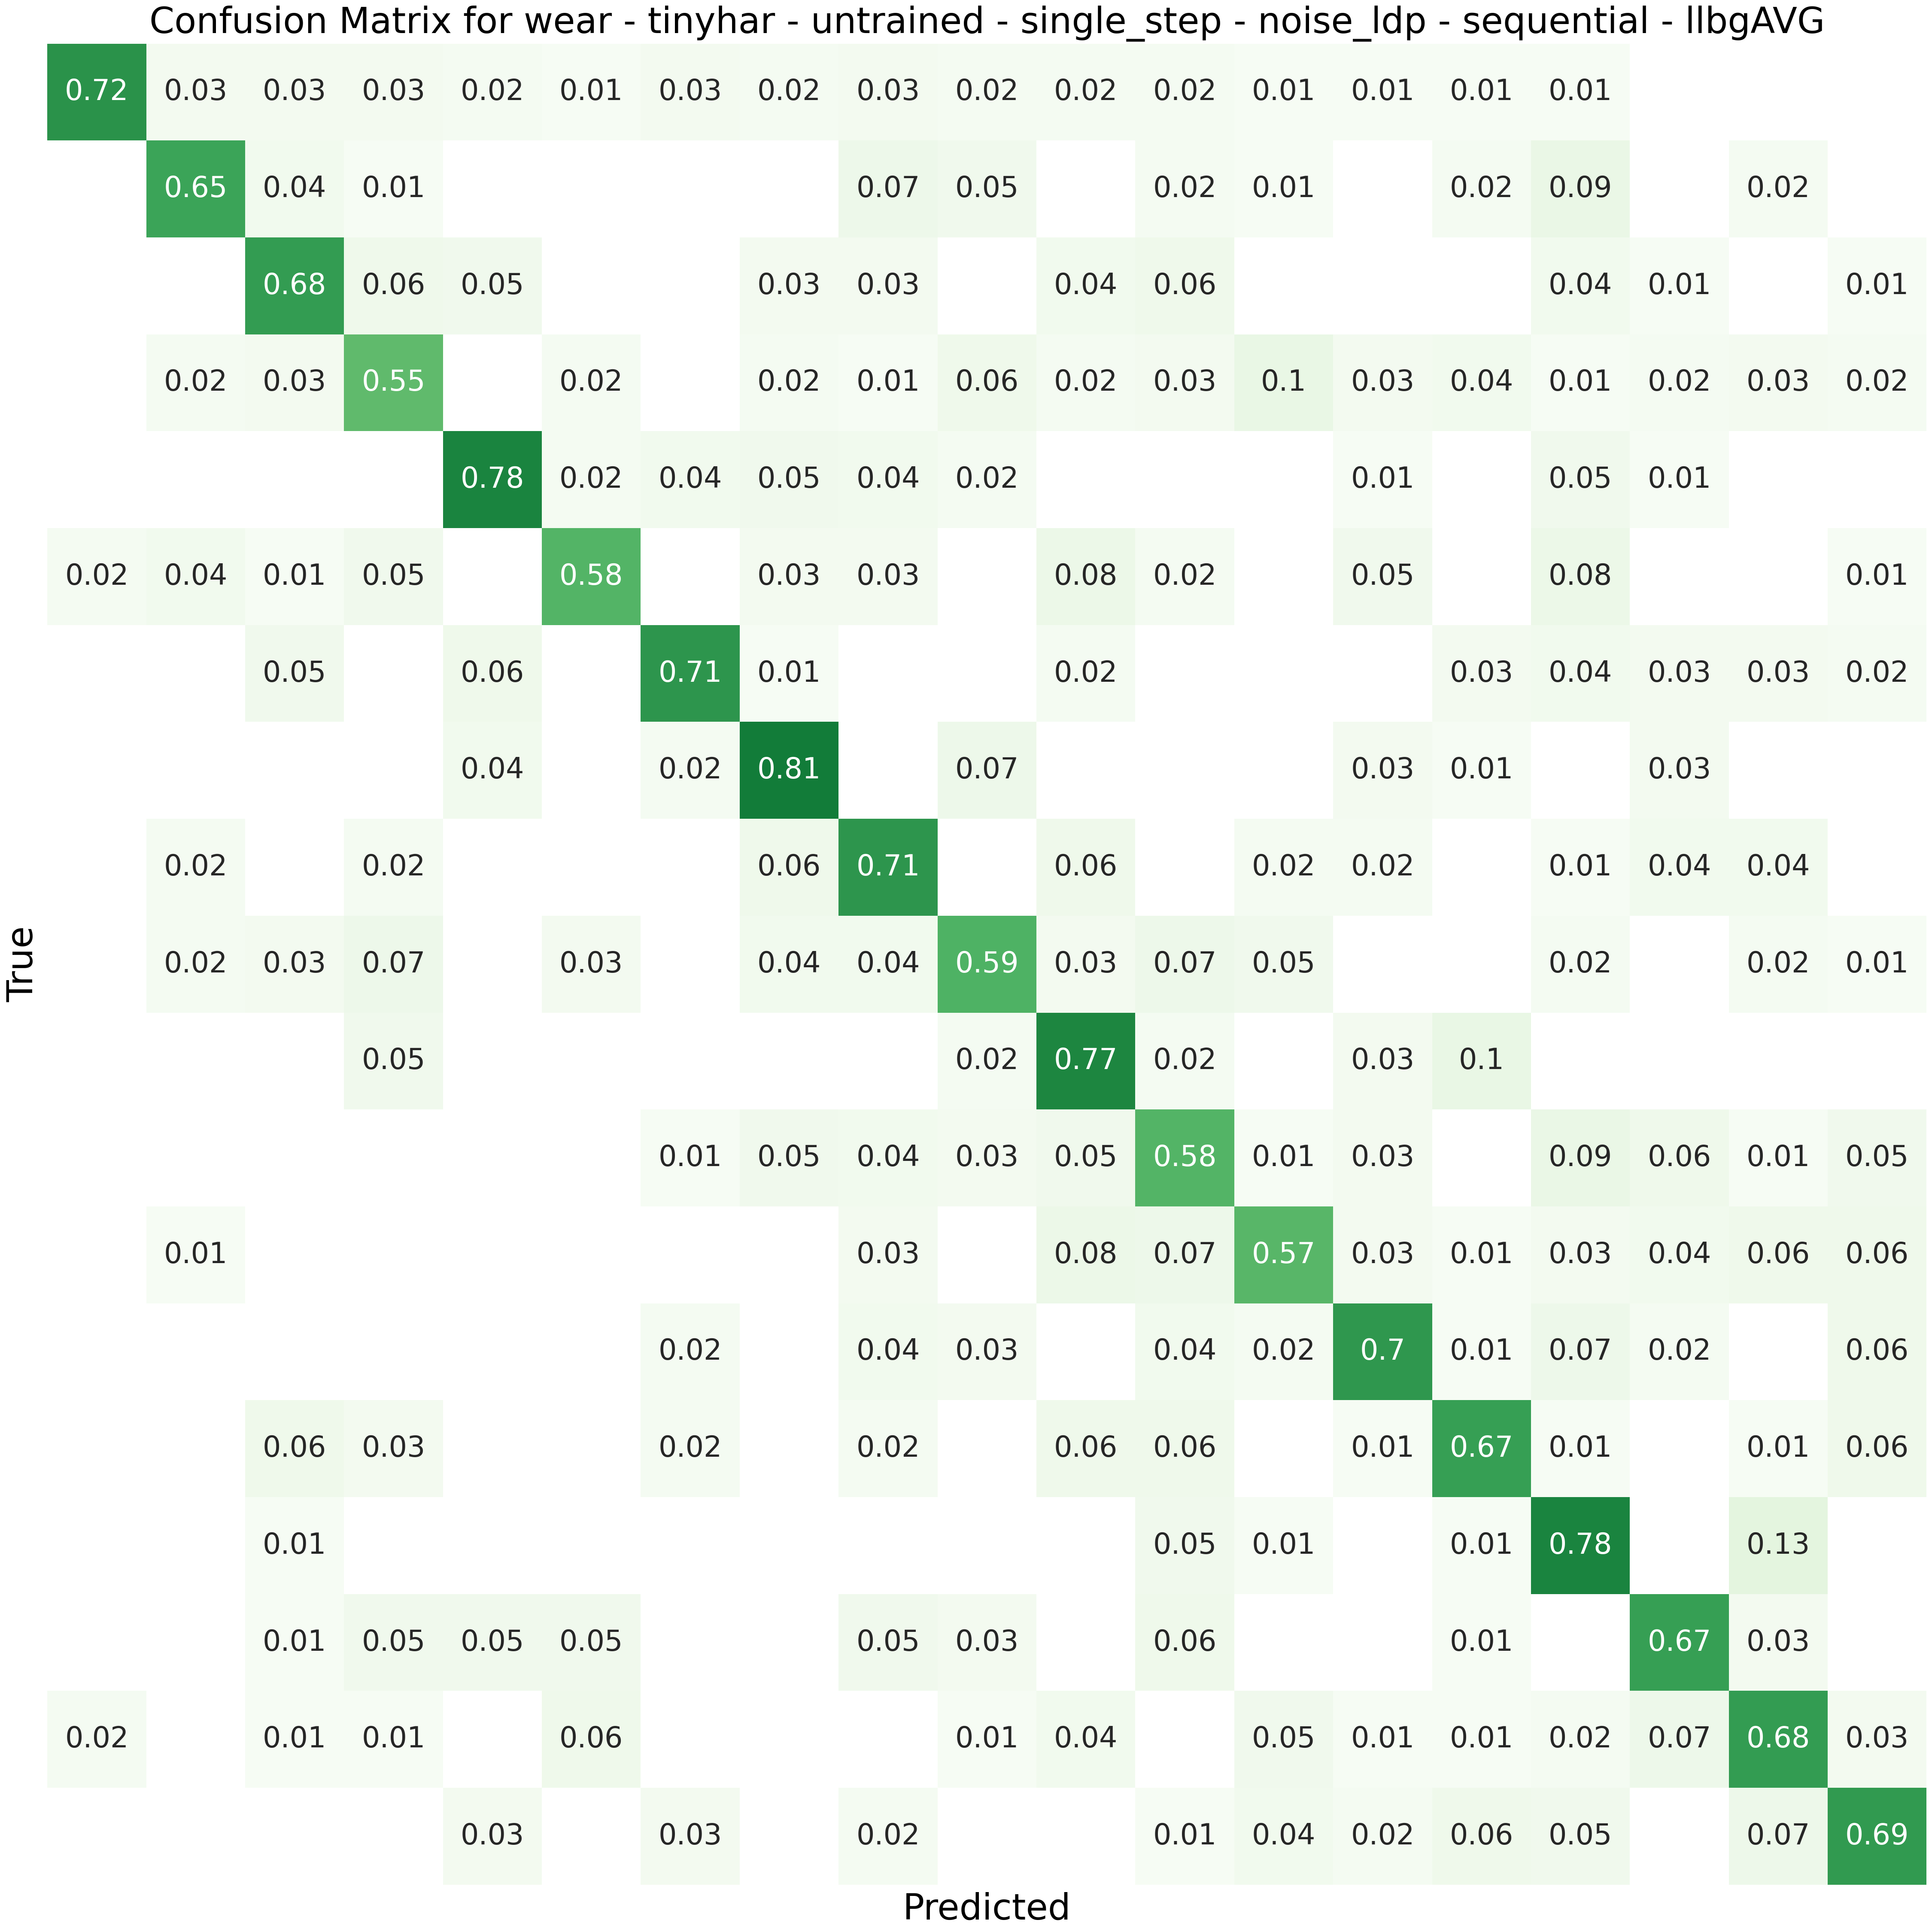 Confusion Matrix for wear - tinyhar - untrained - single_step - noise_ldp - sequential - llbgAVG
0.72 0.03 0.03 0.03 0.02 0.01 0.03 0.02 0.03 0.02 0.02 0.02 0.01 0.01 0.01 0.01
0.65 0.04 0.01 0.07 0.05 0.02 0.01 0.02 0.09 0.02
0.68 0.06 0.05 0.03 0.03 0.04 0.06 0.04 0.01 0.01
0.02 0.03 0.55 0.02 0.02 0.01 0.06 0.02 0.03 0.1 0.03 0.04 0.01 0.02 0.03 0.02
0.78 0.02 0.04 0.05 0.04 0.02 0.01 0.05 0.01
0.02 0.04 0.01 0.05 0.58 0.03 0.03 0.08 0.02 0.05 0.08 0.01
0.05 0.06 0.71 0.01 0.02 0.03 0.04 0.03 0.03 0.02
0.04 0.02 0.81 0.07 0.03 0.01 0.03
0.02 0.02 0.06 0.71 0.06 0.02 0.02 0.01 0.04 0.04
True
0.02 0.03 0.07 0.03 0.04 0.04 0.59 0.03 0.07 0.05 0.02 0.02 0.01
0.05 0.02 0.77 0.02 0.03 0.1
0.01 0.05 0.04 0.03 0.05 0.58 0.01 0.03 0.09 0.06 0.01 0.05
0.01 0.03 0.08 0.07 0.57 0.03 0.01 0.03 0.04 0.06 0.06
0.02 0.04 0.03 0.04 0.02 0.7 0.01 0.07 0.02 0.06
0.06 0.03 0.02 0.02 0.06 0.06 0.01 0.67 0.01 0.01 0.06
0.01 0.05 0.01 0.01 0.78 0.13
0.01 0.05 0.05 0.05 0.05 0.03 0.06 0.01 0.67 0.03
0.02 0.01 0.01 0.06 0.01 0.04 0.05 0.01 0.01 0.02 0.07 0.68 0.03
0.03 0.03 0.02 0.01 0.04 0.02 0.06 0.05 0.07 0.69
Predicted